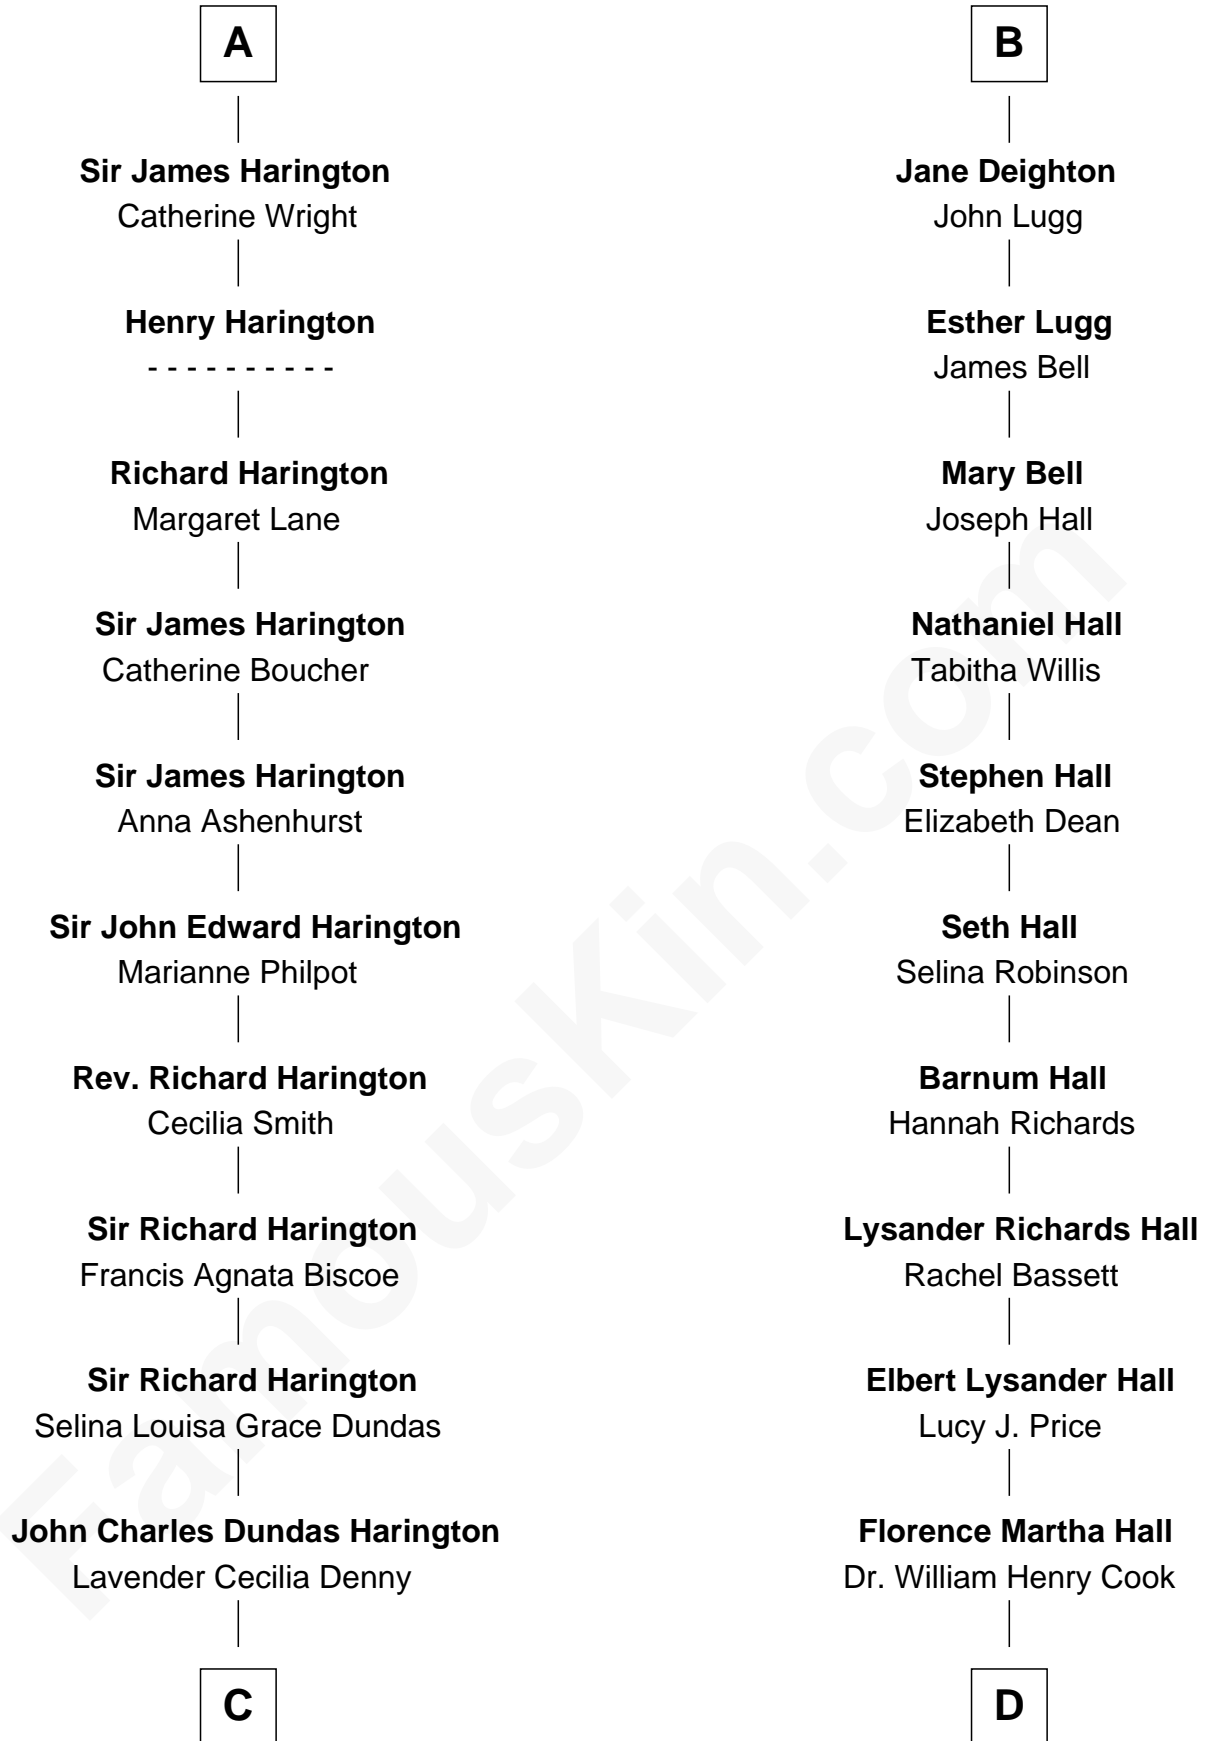 A
Sir James Harington
Catherine Wright
Henry Harington
- - - - - - - - - -
Richard Harington
Margaret Lane
Sir James Harington
Catherine Boucher
Sir James Harington
Anna Ashenhurst
Sir John Edward Harington
Marianne Philpot
Rev. Richard Harington
Cecilia Smith
Sir Richard Harington
Francis Agnata Biscoe
Sir Richard Harington
Selina Louisa Grace Dundas
John Charles Dundas Harington
Lavender Cecilia Denny
C
B
Jane Deighton
John Lugg
Esther Lugg
James Bell
Mary Bell
Joseph Hall
Nathaniel Hall
Tabitha Willis
Stephen Hall
Elizabeth Dean
Seth Hall
Selina Robinson
Barnum Hall
Hannah Richards
Lysander Richards Hall
Rachel Bassett
Elbert Lysander Hall
Lucy J. Price
Florence Martha Hall
Dr. William Henry Cook
D
FamousKin.com